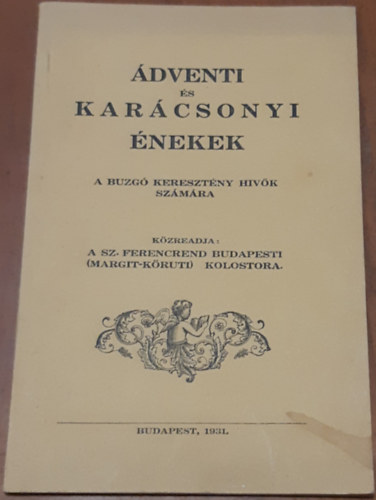 ÁDVENTI
ÉS
KARÁCSONYI
ÉNEKEK
A BUZGÓ KERESZTÉNY HIVŐK
SZÁMÁRA
KÖZREADJA:
A SZ. FERENCREND BUDAPESTI
(MARGIT-KÖRUTI) KOLOSTORA.
BUDAPEST, 1931.